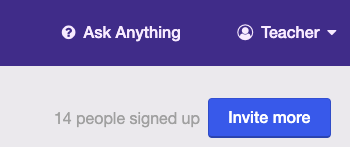 Ask Anything Teacher
14 people signed up Invite more